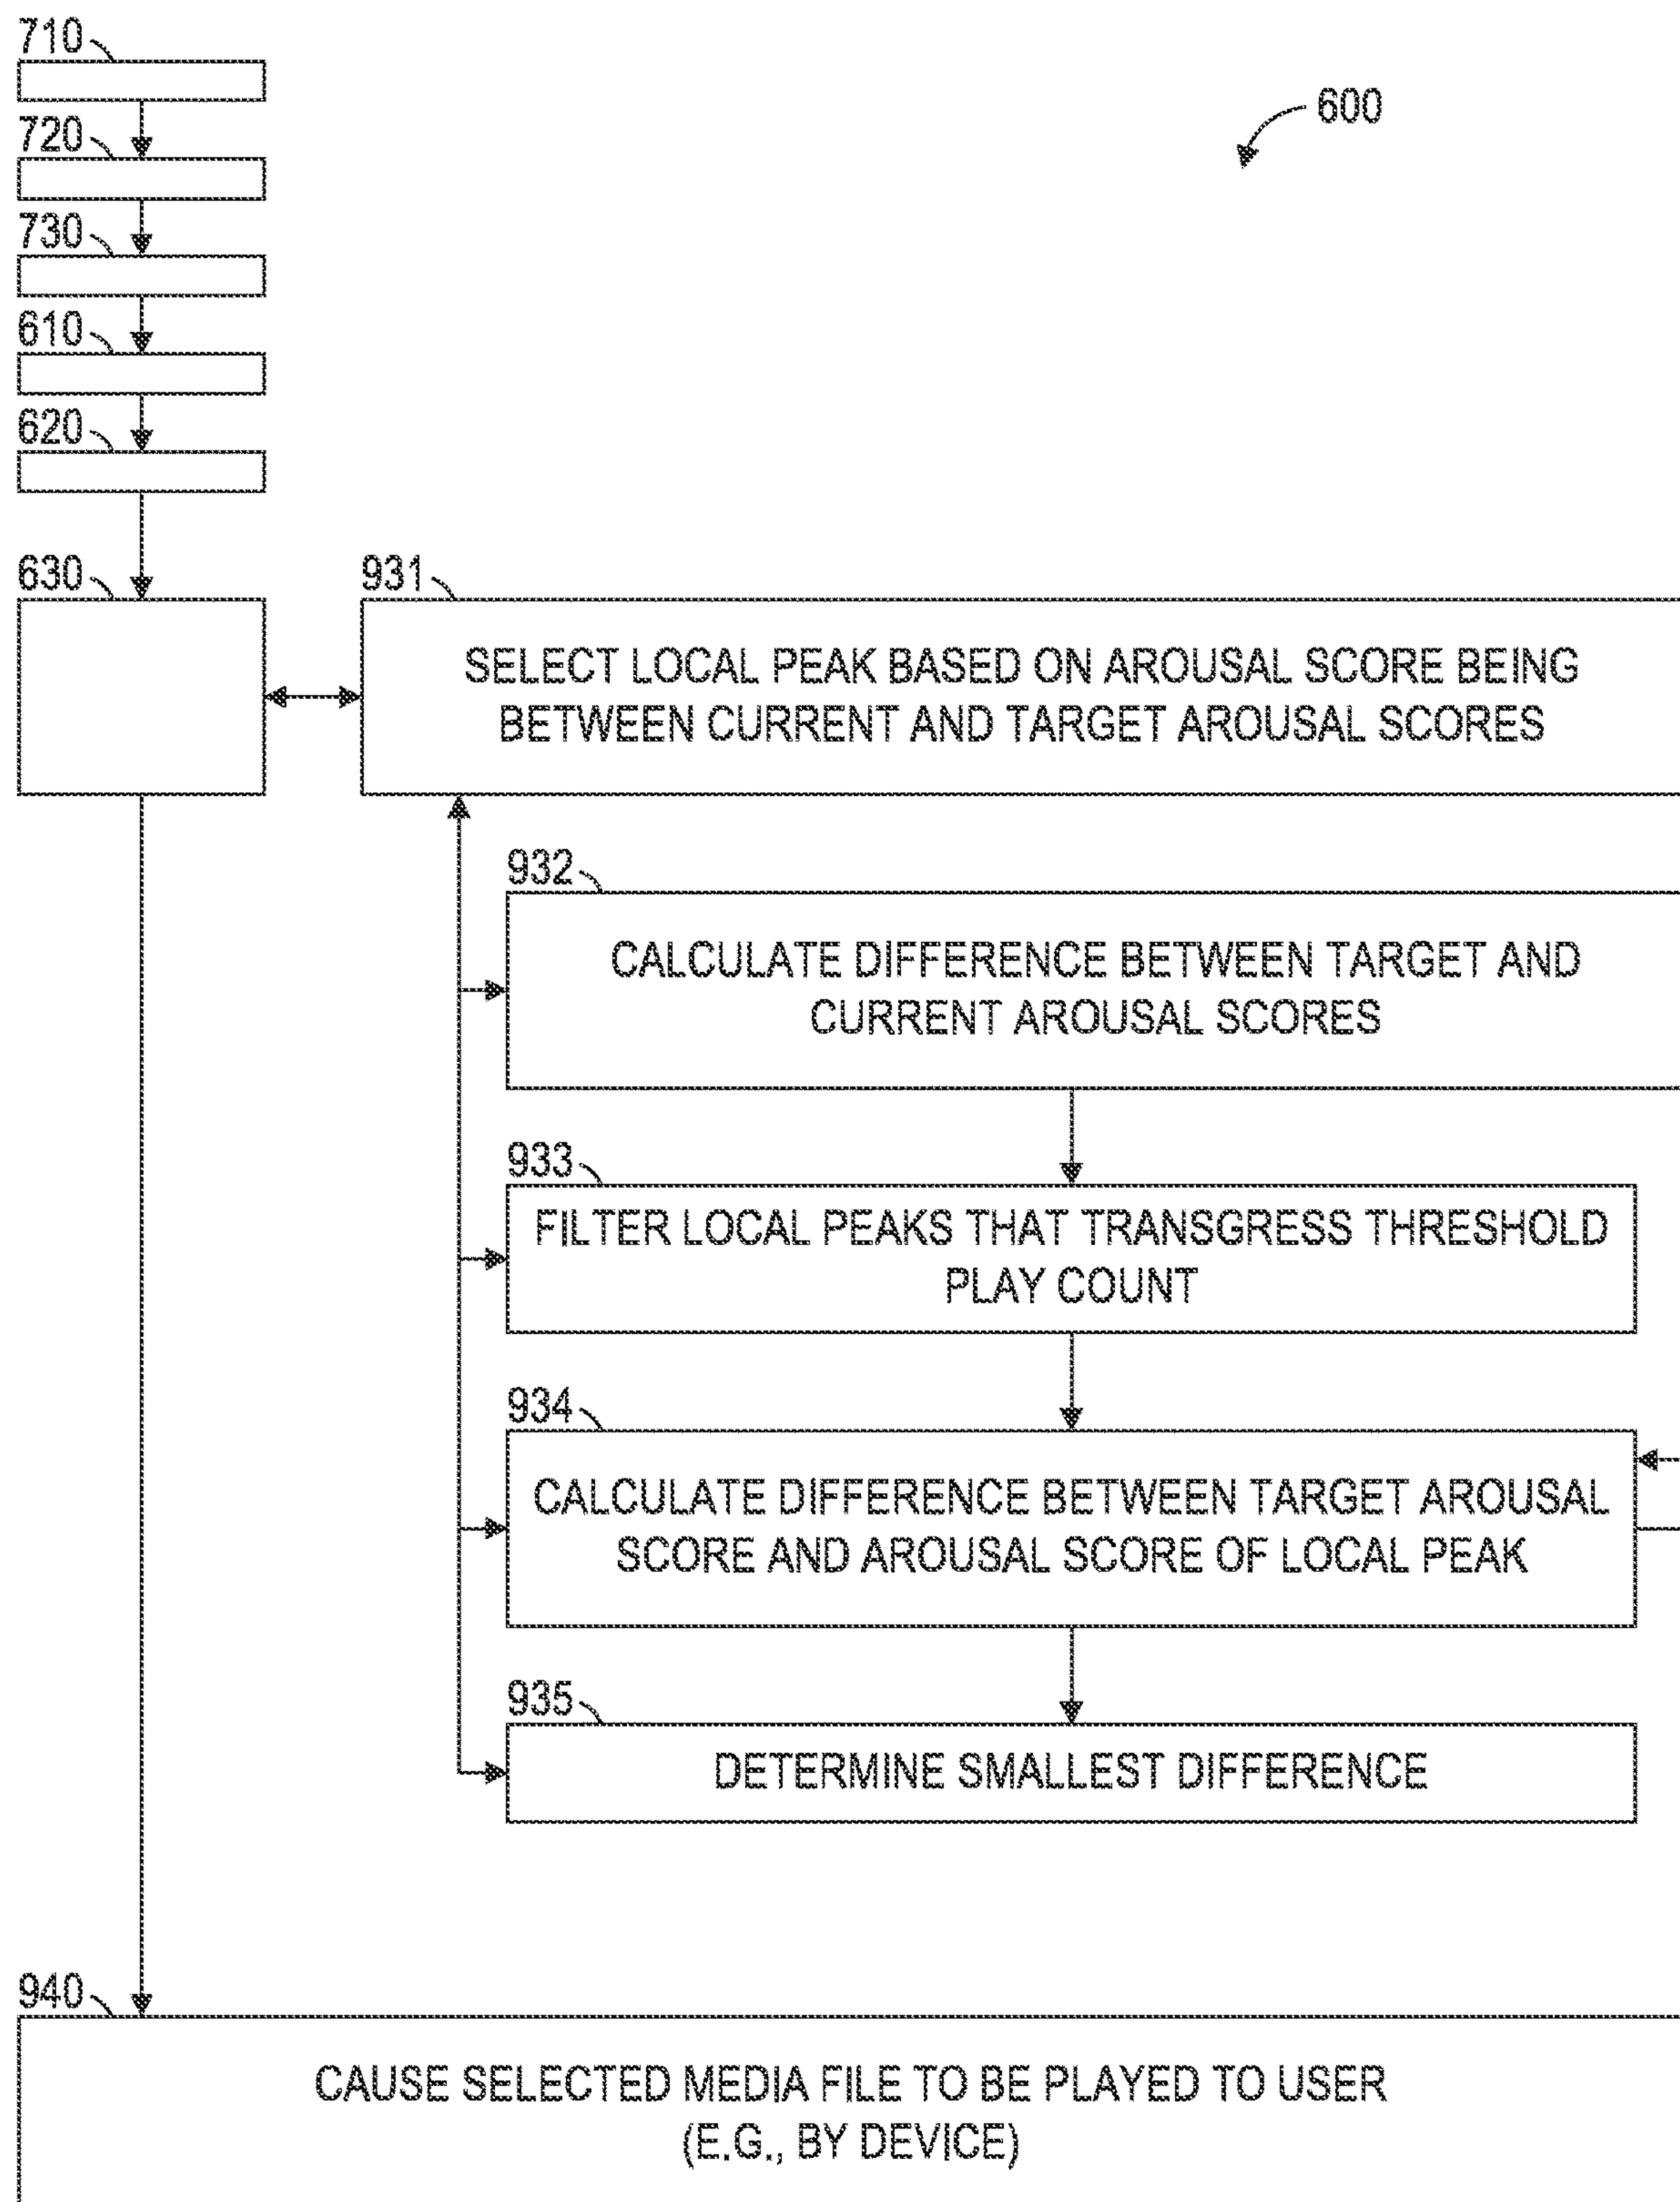 710
600
720
730
610
620
630
931
SELECT LOCAL PEAK BASED ON AROUSAL SCORE BEING
BETWEEN CURRENT AND TARGET AROUSAL SCORES
932
CALCULATE DIFFERENCE BETWEEN TARGET AND
CURRENT AROUSAL SCORES
933
FILTER LOCAL PEAKS THAT TRANSGRESS THRESHOLD
PLAY COUNT
934
CALCULATE DIFFERENCE BETWEEN TARGET AROUSAL
SCORE AND AROUSAL SCORE OF LOCAL PEAK
935
DETERMINE SMALLEST DIFFERENCE
940
CAUSE SELECTED MEDIA FILE TO BE PLAYED TO USER
(E.G., BY DEVICE)